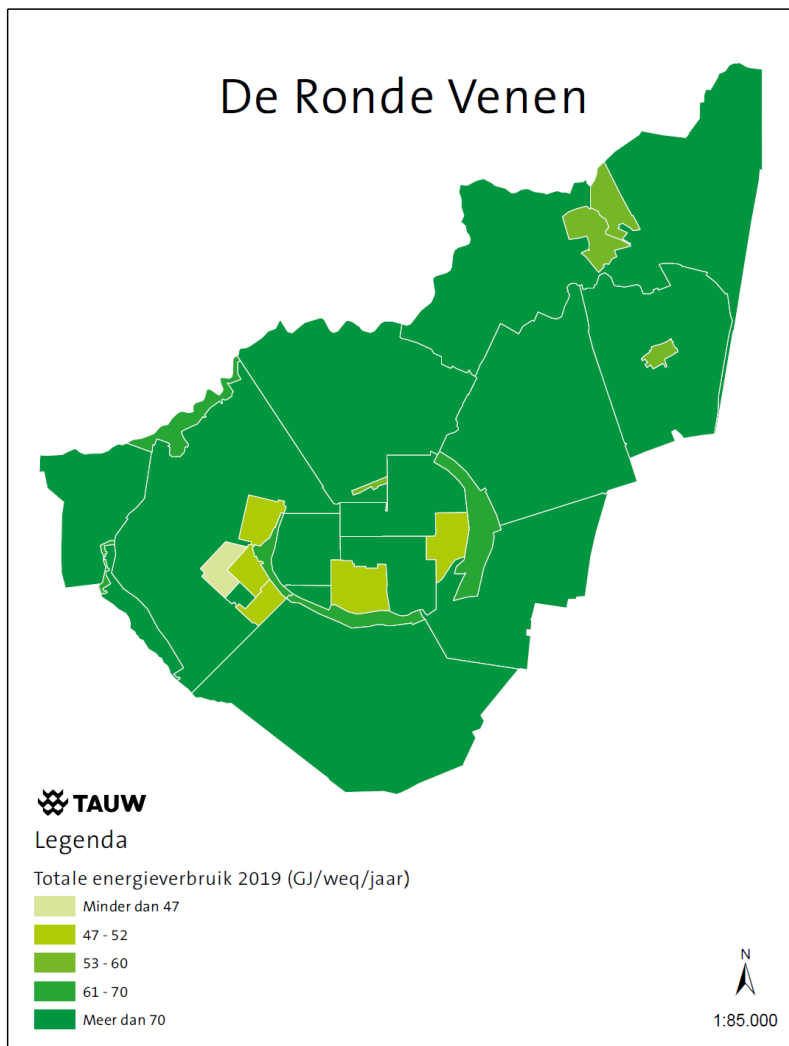 De Ronde Venen
TAUW
Legenda
Totale energieverbruik 2019 (GJ/weq/jaar)
Minder dan 47
47 - 52
53 - 60
61 - 70
Meer dan 70
N
1:85.000